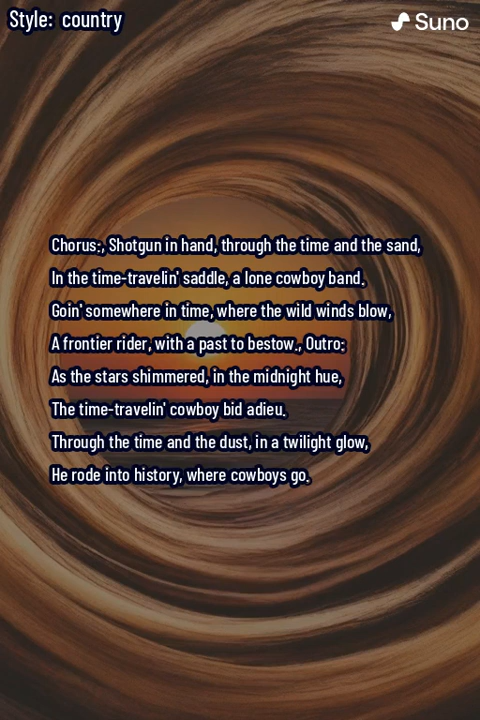 Style: country
Suno
Chorus:, Shotgun in hand, through the time and the sand,
In the time-travelin' saddle, a lone cowboy band.
Goin' somewhere in time, where the wild winds blow,
A frontier rider, with a past to bestow., Outro:
As the stars shimmered, in the midnight hue,
The time-travelin' cowboy bid adieu.
Through the time and the dust, in a twilight glow,
He rode into history, where cowboys go.